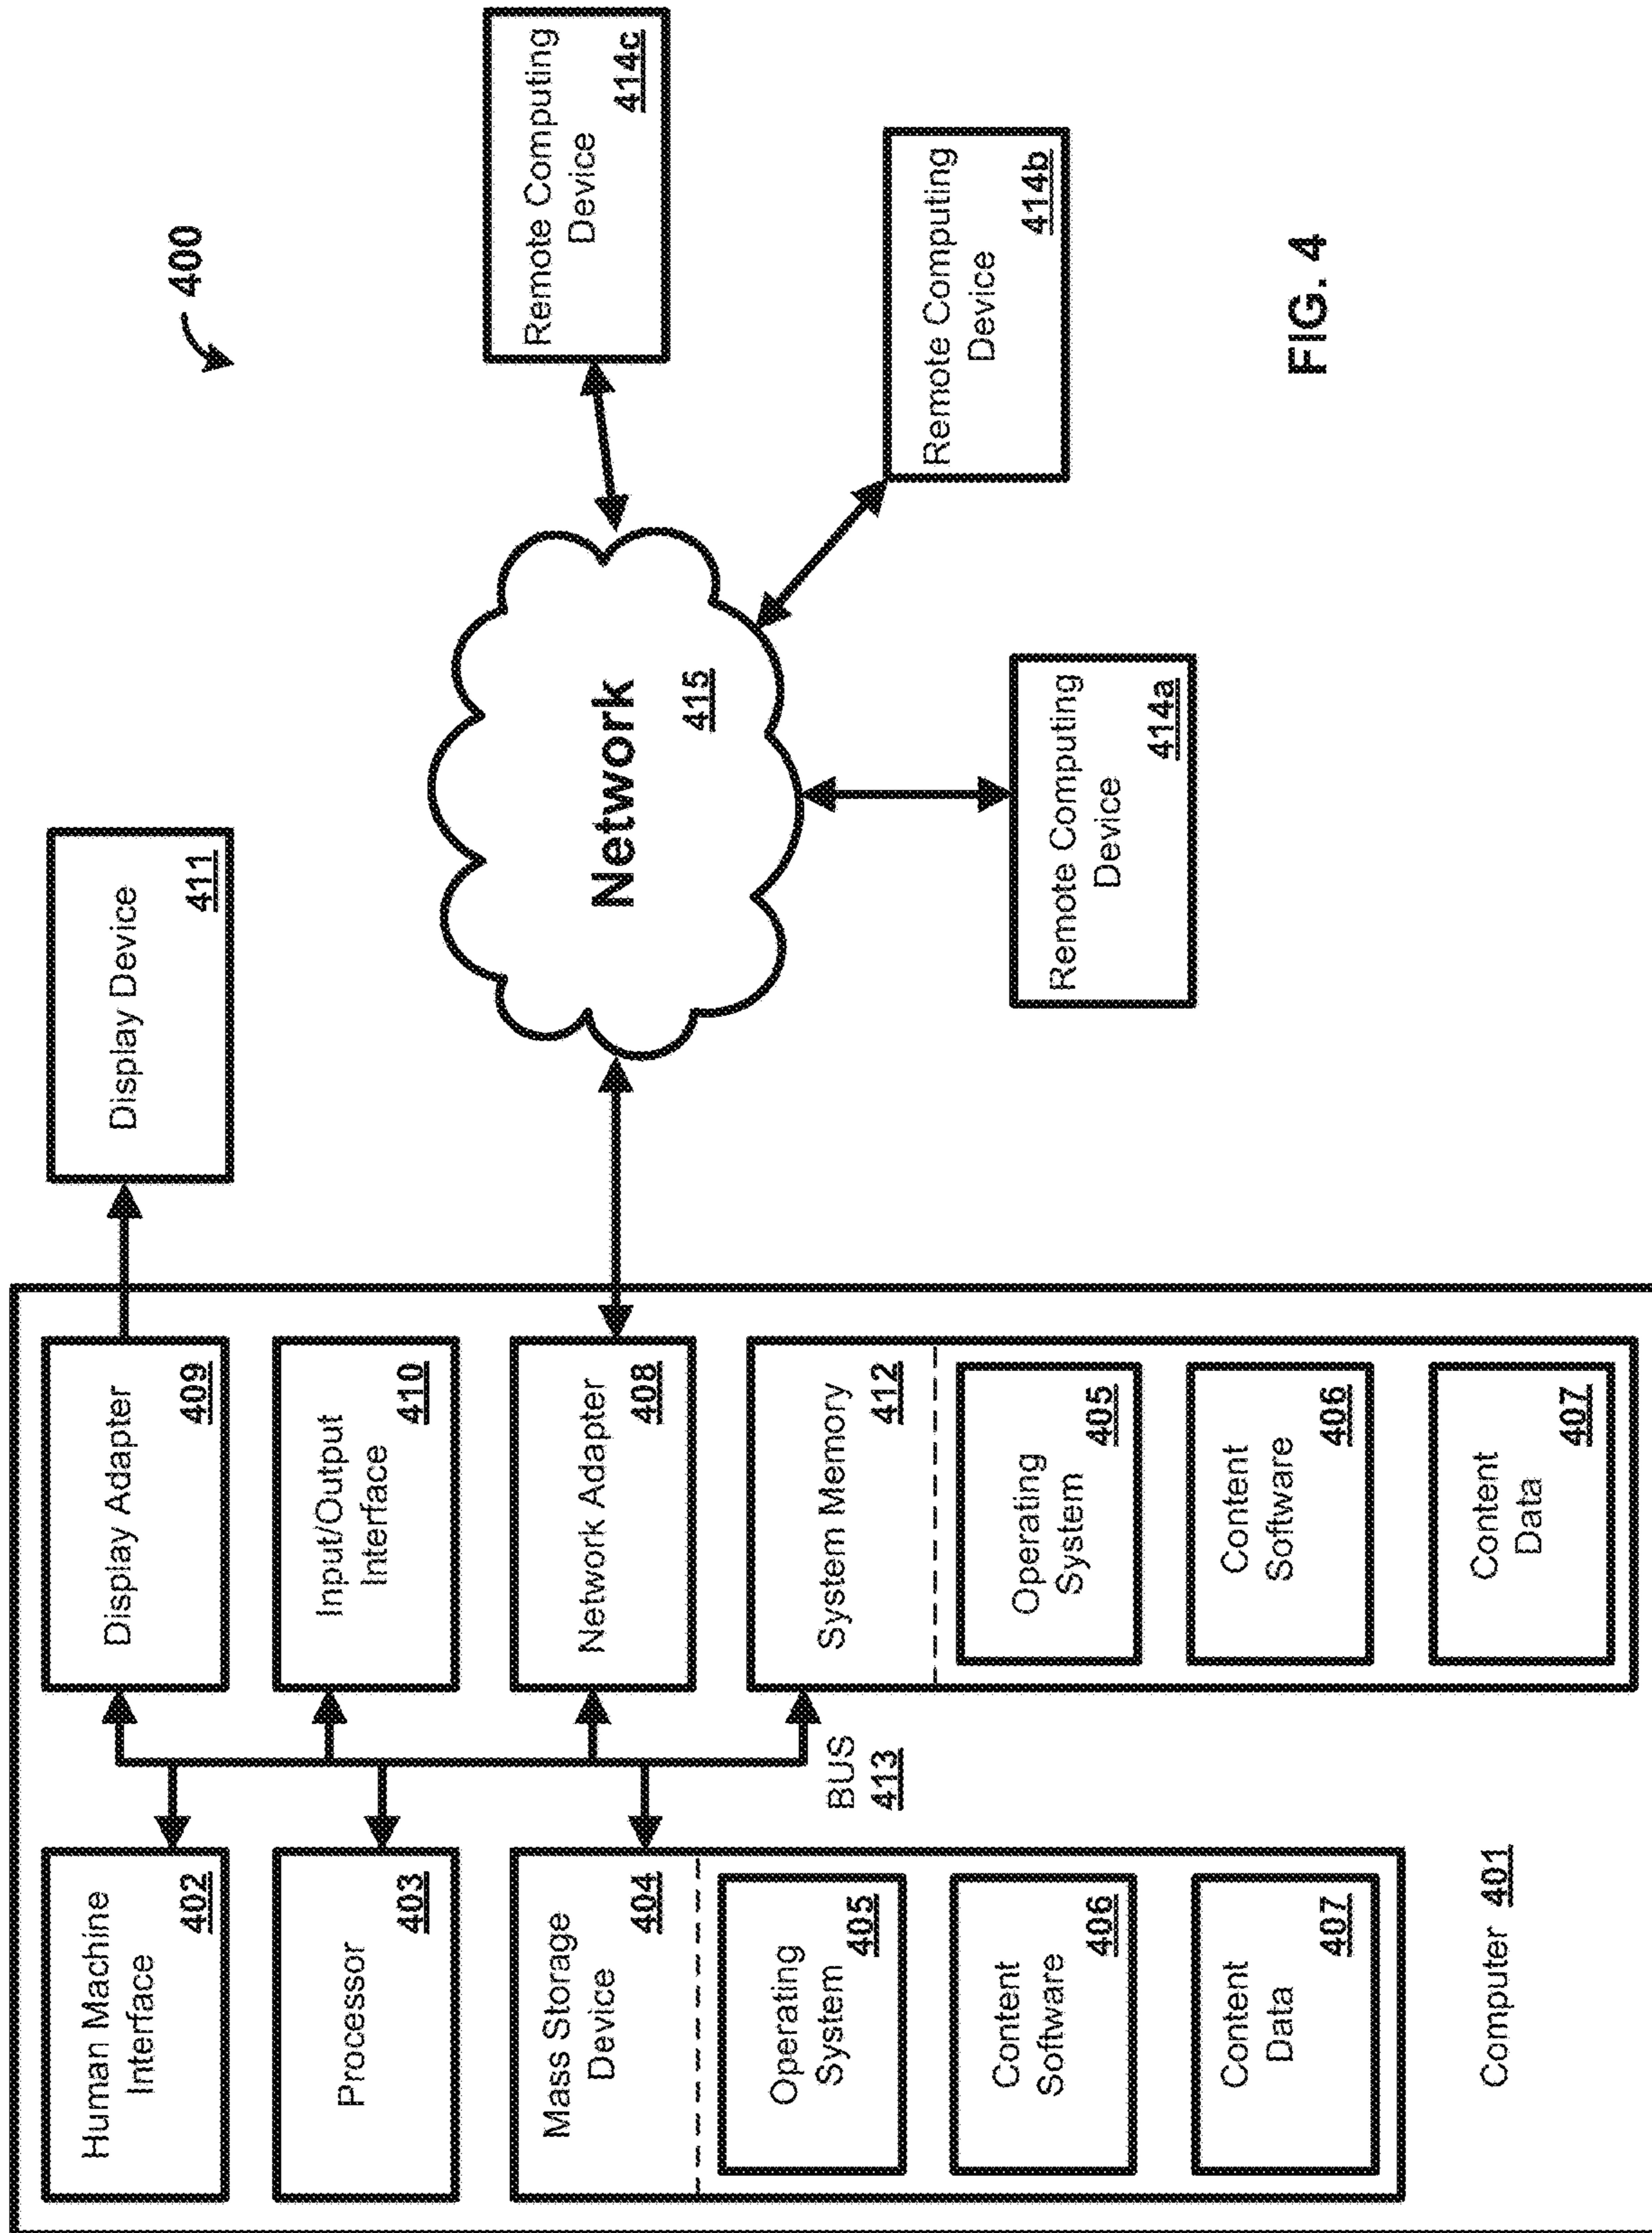 400
Human Machine
Interface
402
Processor
403
Mass Storage
Device
404
Operating
System
405
Content
Software
406
Content
Data
407
Computer 401
BUS
413
Display Adapter
409
Input/Output
Interface
410
Network Adapter
408
System Memory
412
Operating
System
405
Content
Software
406
Content
Data
407
Display Device
411
Network
415
Remote Computing
Device
414a
Remote Computing
Device
414b
Remote Computing
Device
414c
FIG. 4